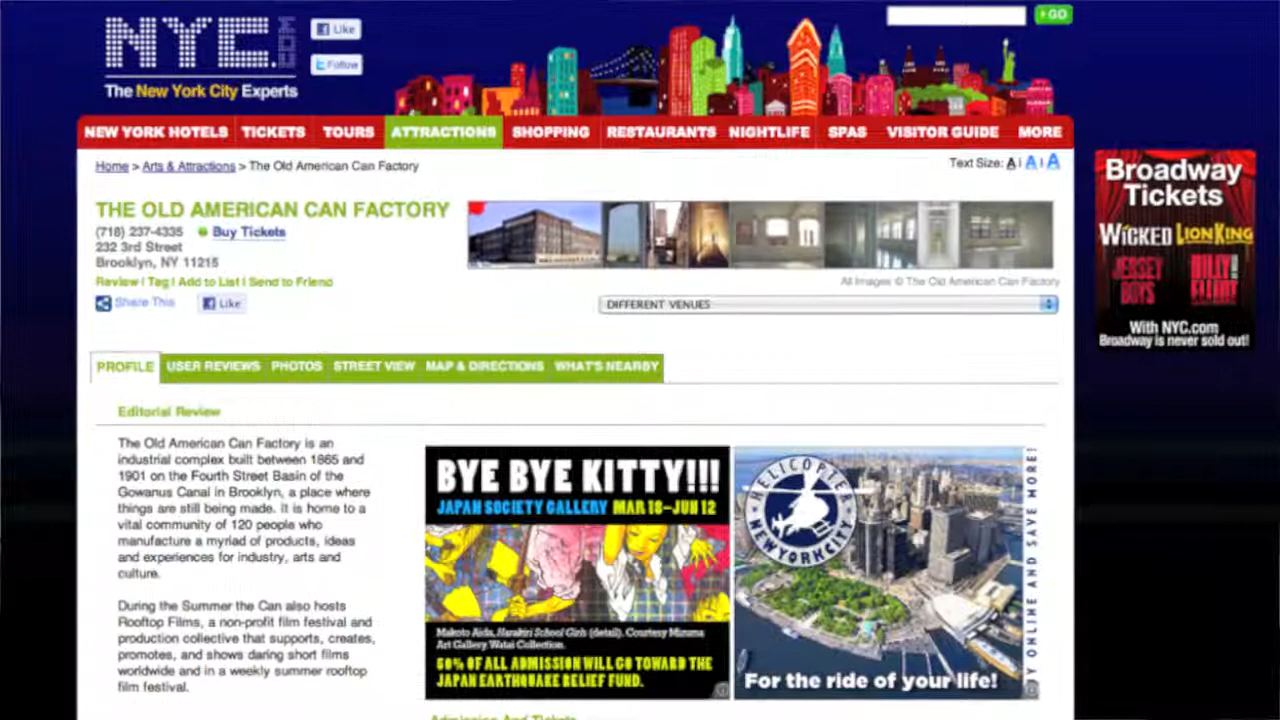 NYC.COM
The New York City Experts
Like
Follow
GO
NEW YORK HOTELS TICKETS TOURS ATTRACTIONS SHOPPING RESTAURANTS NIGHTLIFE SPAS VISITOR GUIDE MORE
Home > Arts & Attractions > The Old American Can Factory
Text Size: A | A | A
THE OLD AMERICAN CAN FACTORY
(718) 237-4335 Buy Tickets
232 3rd Street
Brooklyn, NY 11215
Review | Tag | Add to List | Send to Friend
Share This Like
All Images © The Old American Can Factory
DIFFERENT VENUES
PROFILE USER REVIEWS PHOTOS STREET VIEW MAP & DIRECTIONS WHAT'S NEARBY
Editorial Review
The Old American Can Factory is an
industrial complex built between 1865 and
1901 on the Fourth Street Basin of the
Gowanus Canal in Brooklyn, a place where
things are still being made. It is home to a
vital community of 120 people who
manufacture a myriad of products, ideas
and experiences for industry, arts and
culture.
During the Summer the Can also hosts
Rooftop Films, a non-profit film festival and
production collective that supports, creates,
promotes, and shows daring short films
worldwide and in a weekly summer rooftop
film festival.
BYE BYE KITTY!!!
JAPAN SOCIETY GALLERY MAR 18–JUN 12
Makoto Aida, Harakiri School Girls (detail). Courtesy Mizuma
Art Gallery Watai Collection.
50% OF ALL ADMISSION WILL GO TOWARD THE
JAPAN EARTHQUAKE RELIEF FUND.
HELICOPTER
NEW YORK CITY
Y ONLINE AND SAVE MORE!
For the ride of your life!
Admission And Tickets
Broadway
Tickets
WICKED LION KING
JERSEY
BOYS
BILLY
ELLIOT
With NYC.com
Broadway is never sold out!